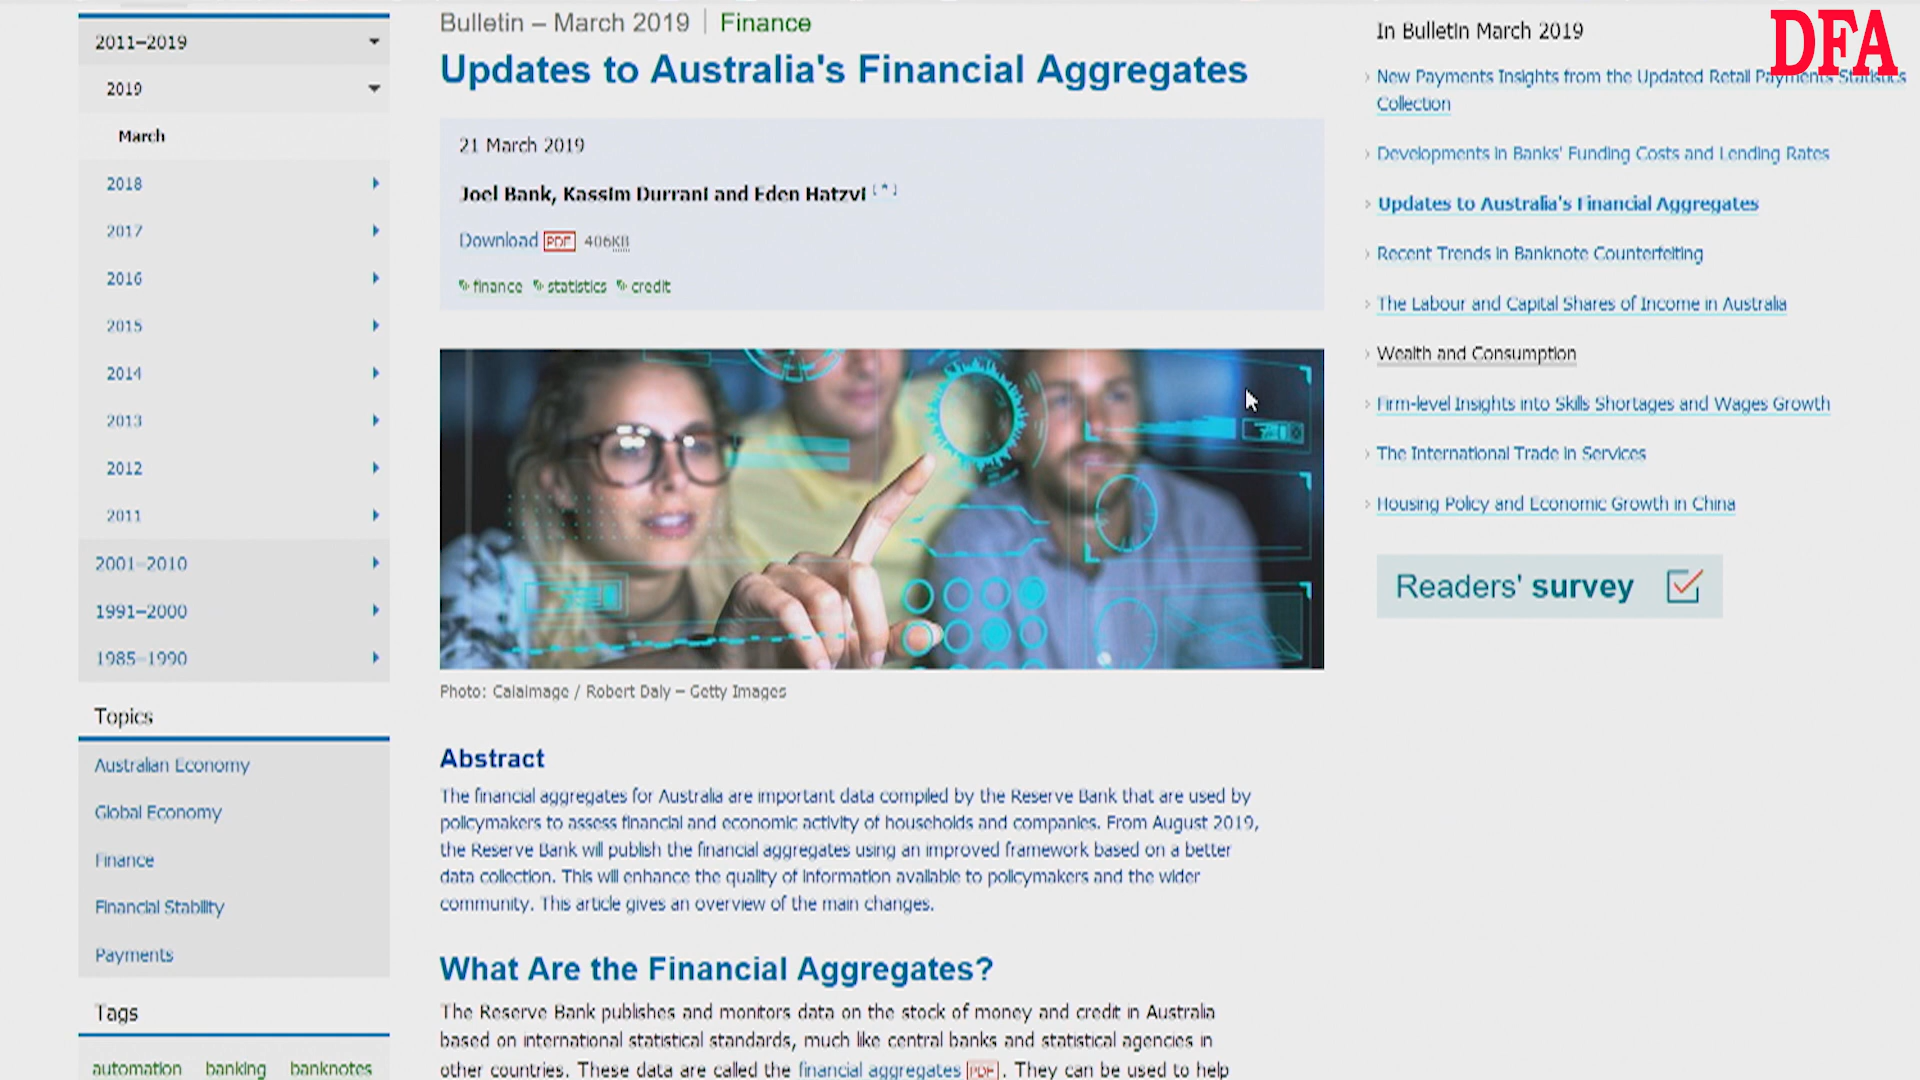 2011–2019
2019
March
2018
2017
2016
2015
2014
2013
2012
2011
2001–2010
1991–2000
1985–1990
Topics
Australian Economy
Global Economy
Finance
Financial Stability
Payments
Tags
automation banking banknotes
Bulletin – March 2019 | Finance
Updates to Australia's Financial Aggregates
21 March 2019
Joel Bank, Kassim Durrani and Eden Hatzvi [*]
Download PDF 406KB
finance statistics credit
Photo: Caiaimage / Robert Daly – Getty Images
Abstract
The financial aggregates for Australia are important data compiled by the Reserve Bank that are used by
policymakers to assess financial and economic activity of households and companies. From August 2019,
the Reserve Bank will publish the financial aggregates using an improved framework based on a better
data collection. This will enhance the quality of information available to policymakers and the wider
community. This article gives an overview of the main changes.
What Are the Financial Aggregates?
The Reserve Bank publishes and monitors data on the stock of money and credit in Australia
based on international statistical standards, much like central banks and statistical agencies in
other countries. These data are called the financial aggregates PDF. They can be used to help
In Bulletin March 2019
DFA
New Payments Insights from the Updated Retail Payments Statistics
Collection
Developments in Banks' Funding Costs and Lending Rates
Updates to Australia's Financial Aggregates
Recent Trends in Banknote Counterfeiting
The Labour and Capital Shares of Income in Australia
Wealth and Consumption
Firm-level Insights into Skills Shortages and Wages Growth
The International Trade in Services
Housing Policy and Economic Growth in China
Readers' survey